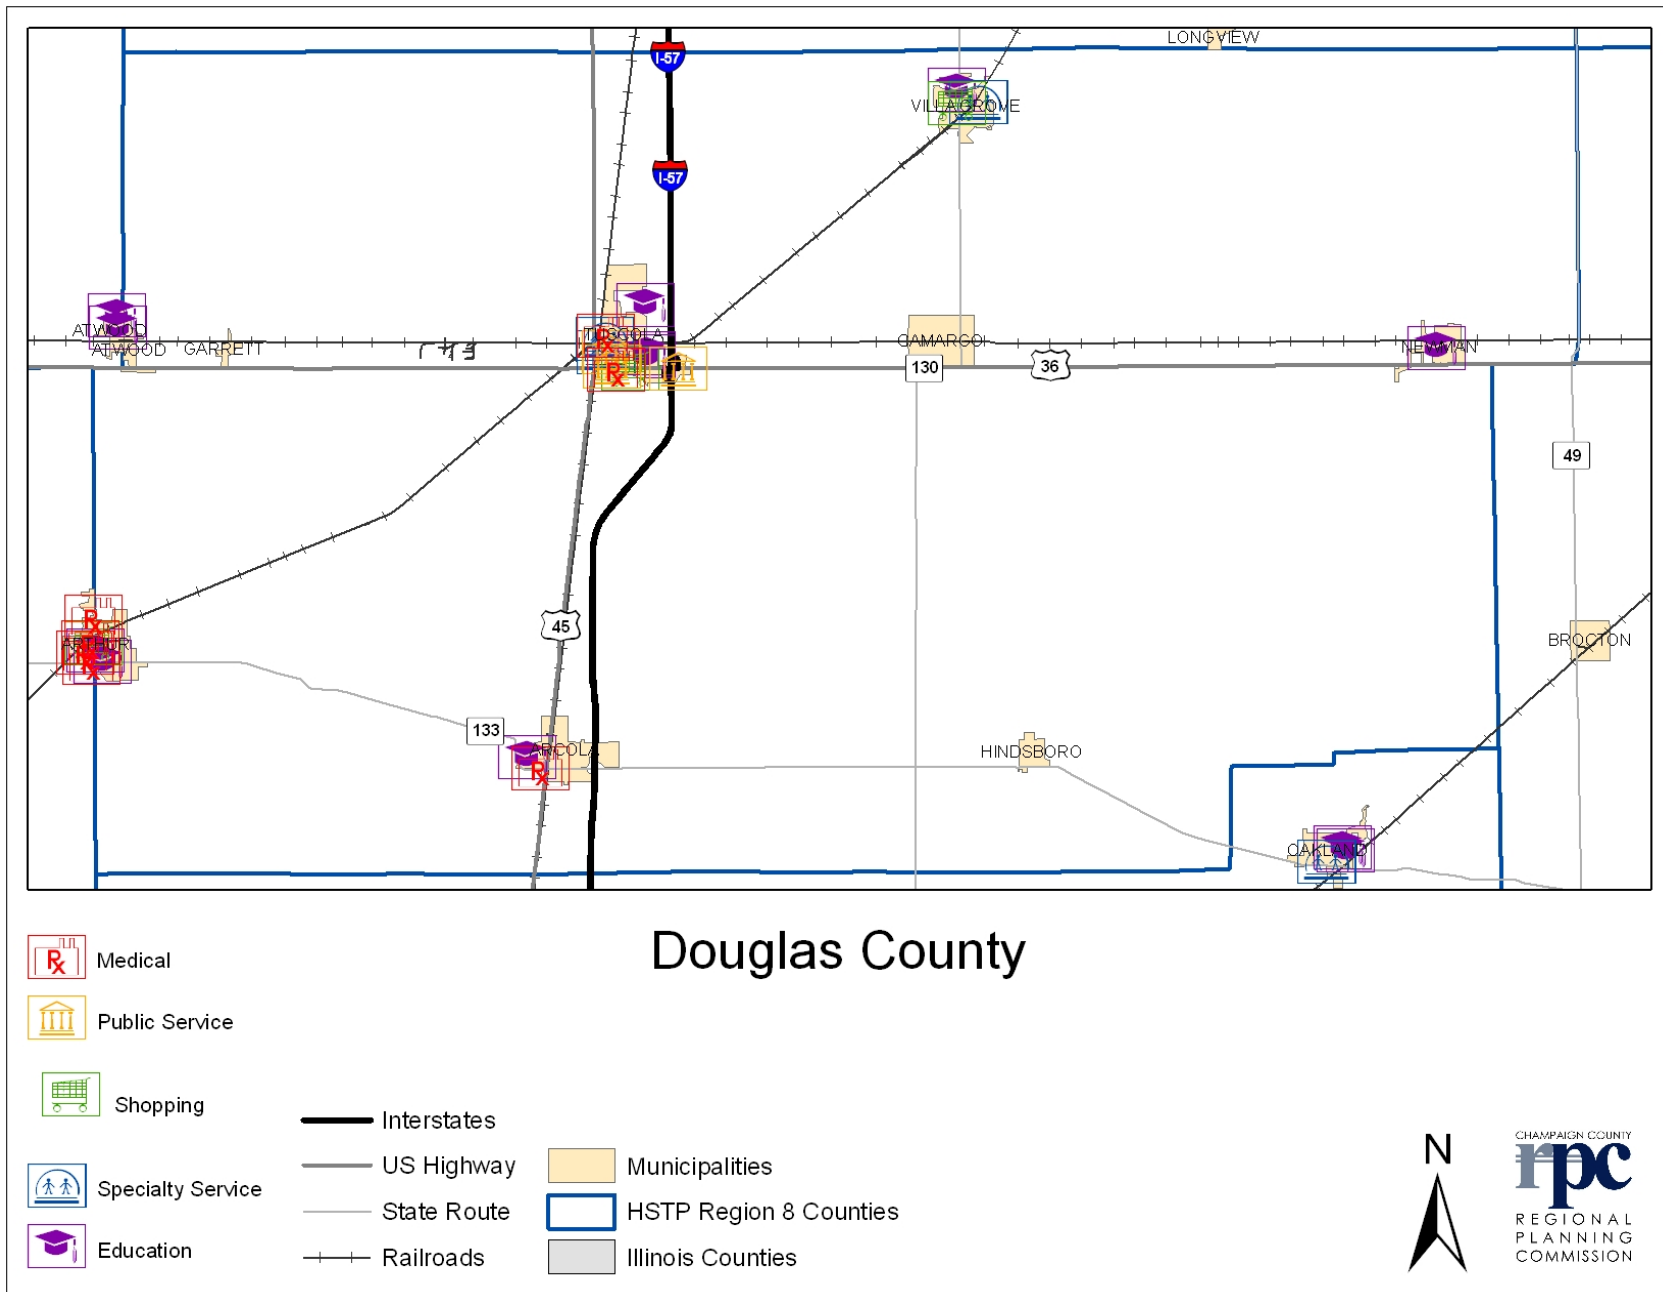 LONGVIEW
I-57
VILLA GROVE
I-57
ATWOOD
TUSCOLA
ATWOOD
GARRETT
CAMARGO
NEWMAN
130
36
49
45
ARTHUR
BROCTON
133
ARCOLA
HINDSBORO
OAKLAND
Douglas County
Rx
Medical
Public Service
Shopping
Specialty Service
Education
Interstates
US Highway
State Route
Railroads
Municipalities
HSTP Region 8 Counties
Illinois Counties
N
CHAMPAIGN COUNTY
rpc
REGIONAL
PLANNING
COMMISSION